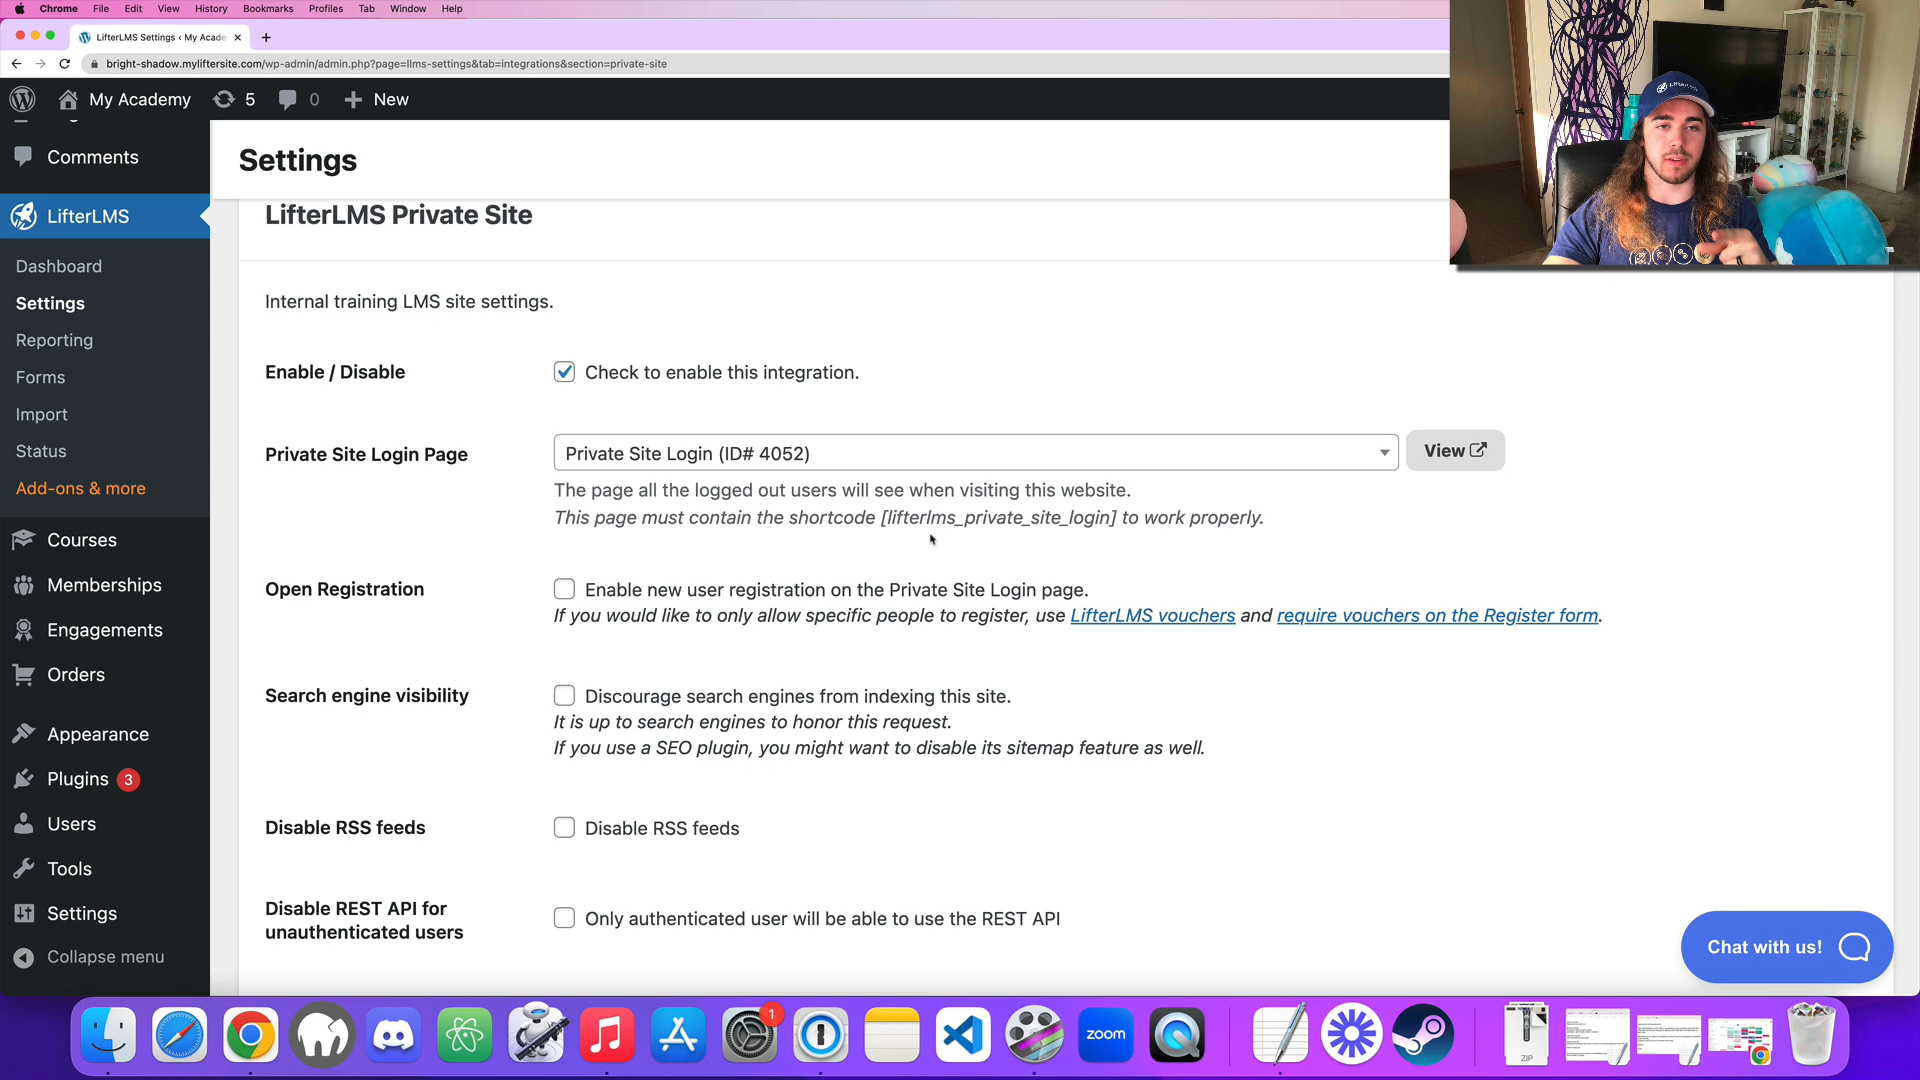 Chrome File Edit View History Bookmarks Profiles Tab Window Help
LifterLMS Settings ‹ My Acade
bright-shadow.myliftersite.com/wp-admin/admin.php?page=llms-settings&tab=integrations&section=private-site
My Academy 5 0 New
Comments
LifterLMS
Dashboard
Settings
Reporting
Forms
Import
Status
Add-ons & more
Courses
Memberships
Engagements
Orders
Appearance
Plugins 3
Users
Tools
Settings
Collapse menu
Settings
LifterLMS Private Site
Internal training LMS site settings.
Enable / Disable
Check to enable this integration.
Private Site Login Page
Private Site Login (ID# 4052)
View
The page all the logged out users will see when visiting this website.
This page must contain the shortcode [lifterlms_private_site_login] to work properly.
Open Registration
Enable new user registration on the Private Site Login page.
If you would like to only allow specific people to register, use LifterLMS vouchers and require vouchers on the Register form.
Search engine visibility
Discourage search engines from indexing this site.
It is up to search engines to honor this request.
If you use a SEO plugin, you might want to disable its sitemap feature as well.
Disable RSS feeds
Disable RSS feeds
Disable REST API for
unauthenticated users
Only authenticated user will be able to use the REST API
Chat with us!
1
zoom
ZIP